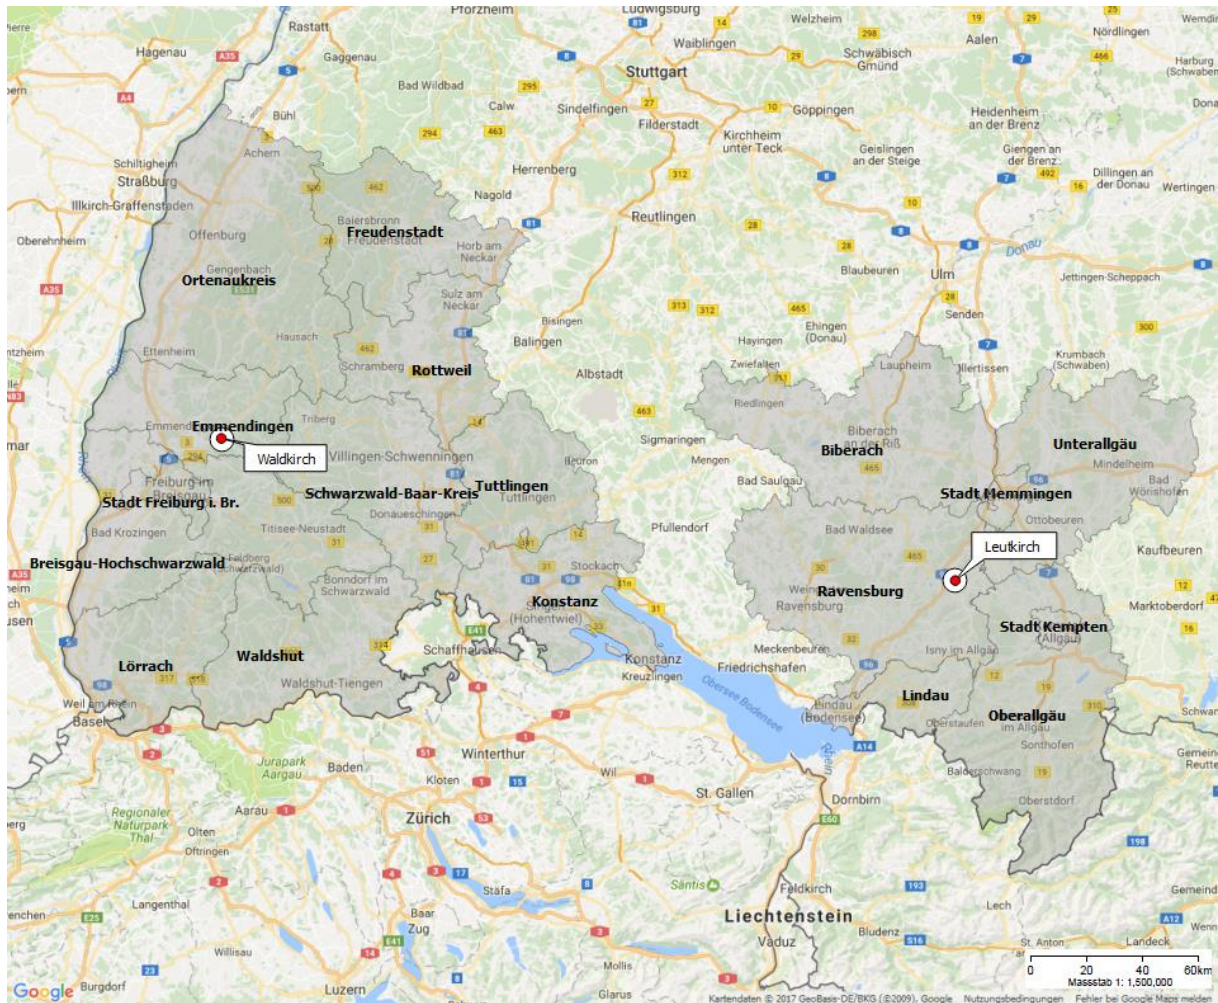 Pforzheim
Ludwigsburg
Welzheim
Nördlingen
Rastatt
Hagenau
Waiblingen
Aalen
Gaggenau
Schwäbisch
Gmünd
Harburg
(Schwaben)
Stuttgart
Bad Wildbad
Calw
Sindelfingen
Göppingen
Heidenheim
an der Brenz
Bühl
Filderstadt
Kirchheim
unter Teck
Achern
Geislingen
an der Steige
Giengen an
der Brenz
Schiltigheim
Straßburg
Herrenberg
Dillingen an
der Donau
Wertingen
Illkirch-Graffenstaden
Nagold
Reutlingen
Baiersbronn
Freudenstadt
Freudenstadt
Offenburg
Oberehnheim
Horb am
Neckar
Donau
Gengenbach
Ortenaukreis
Blaubeuren
Ulm
Jettingen-Scheppach
Sulz am
Neckar
Senden
Bisingen
Hausach
Balingen
Ehingen
(Donau)
Hayingen
Ettenheim
Schramberg
Rottweil
Albstadt
Zwiefalten
Laupheim
Illertissen
Krumbach
(Schwaben)
Riedlingen
Emmendingen
Triberg
Waldkirch
Villingen-Schwenningen
Sigmaringen
Mengen
Beuron
Biberach
an der Riß
Biberach
Unterallgäu
Mindelheim
Bad
Wörishofen
Freiburg im
Breisgau
Stadt Freiburg i. Br.
Schwarzwald-Baar-Kreis
Tuttlingen
Tuttlingen
Bad Saulgau
Stadt Memmingen
Donaueschingen
Bad Krozingen
Titisee-Neustadt
Pfullendorf
Bad Waldsee
Ottobeuren
Leutkirch
Kaufbeuren
Breisgau-Hochschwarzwald
Feldberg
(Schwarzwald)
Stockach
Bonndorf im
Schwarzwald
Ravensburg
Ravensburg
Konstanz
Singen
(Hohentwiel)
Marktoberdorf
Stadt Kempten
(Allgäu)
Waldshut
Schaffhausen
Konstanz
Kreuzlingen
Meckenbeuren
Friedrichshafen
Isny im Allgäu
Lörrach
Waldshut-Tiengen
Obersee Bodensee
Lindau
Lindau
(Bodensee)
Oberstaufen
Oberallgäu
im Allgäu
Weil am Rhein
Basel
Sonthofen
Rhein
Winterthur
Jurapark
Aargau
Baden
Kloten
Wil
St. Gallen
Balderschwang
Oberstdorf
Dornbirn
Regionaler
Naturpark
Thal
Aarau
Olten
Oftringen
Zürich
Langenthal
Stäfa
Säntis
Feldkirch
Liechtenstein
Lech
Baar
Zug
Vaduz
Bludenz
St. Anton
Landeck
Willisau
Mollis
Burgdorf
Luzern
0 20 40 60km
Massstab 1: 1,500,000
Google
Kartendaten © 2017 GeoBasis-DE/BKG (©2009), Google Nutzungsbedingungen Fehler bei Google Maps melden